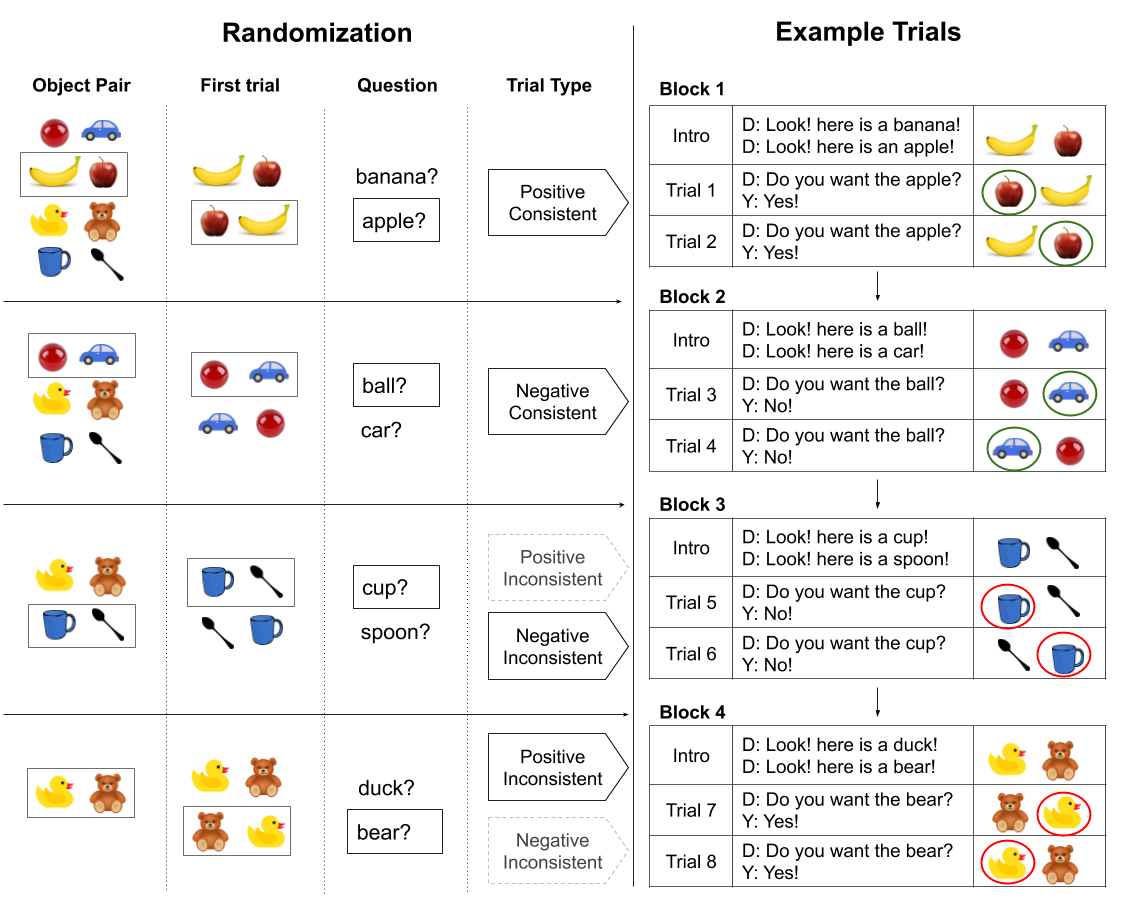 Randomization
Object Pair
First trial
Question
Trial Type
banana?
apple?
Positive
Consistent
ball?
car?
Negative
Consistent
cup?
spoon?
Positive
Inconsistent
Negative
Inconsistent
duck?
bear?
Positive
Inconsistent
Negative
Inconsistent
Example Trials
Block 1
Intro
D: Look! here is a banana!
D: Look! here is an apple!
Trial 1
D: Do you want the apple?
Y: Yes!
Trial 2
D: Do you want the apple?
Y: Yes!
Block 2
Intro
D: Look! here is a ball!
D: Look! here is a car!
Trial 3
D: Do you want the ball?
Y: No!
Trial 4
D: Do you want the ball?
Y: No!
Block 3
Intro
D: Look! here is a cup!
D: Look! here is a spoon!
Trial 5
D: Do you want the cup?
Y: No!
Trial 6
D: Do you want the cup?
Y: No!
Block 4
Intro
D: Look! here is a duck!
D: Look! here is a bear!
Trial 7
D: Do you want the bear?
Y: Yes!
Trial 8
D: Do you want the bear?
Y: Yes!